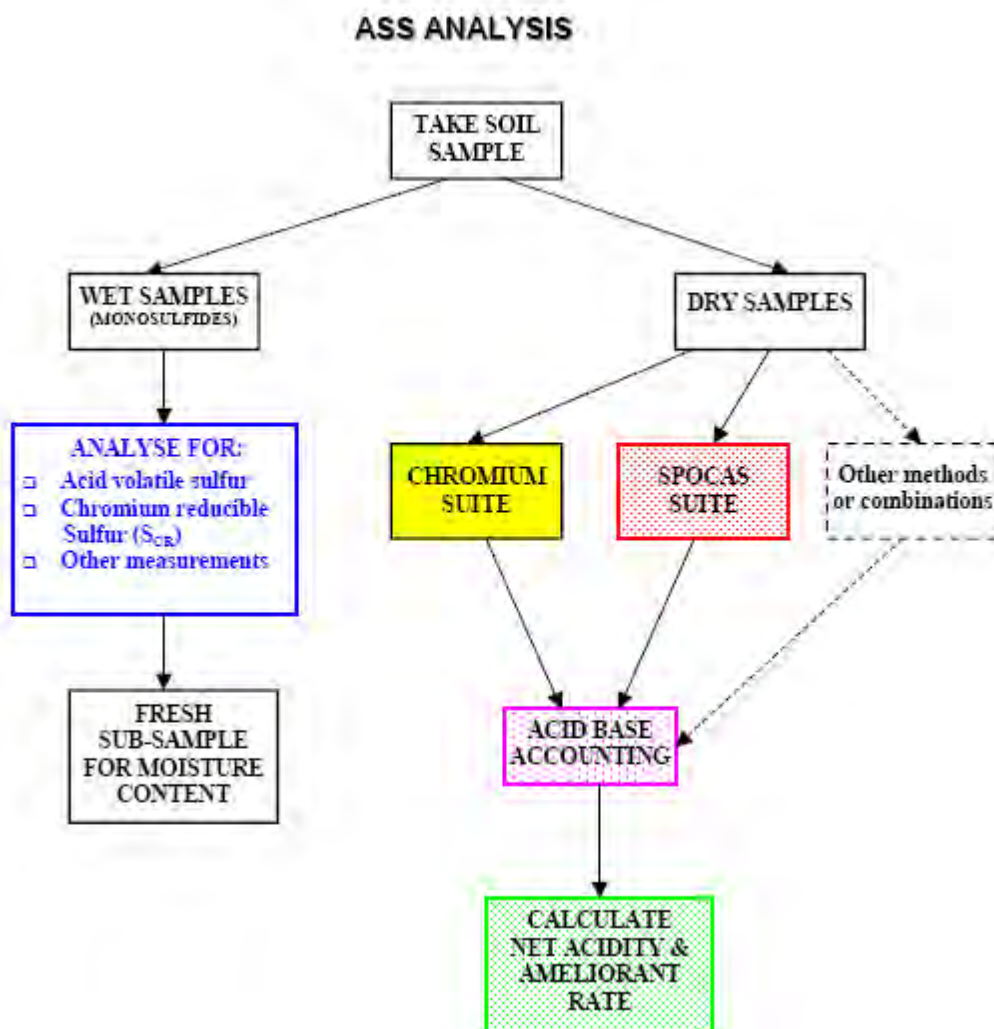 ASS ANALYSIS
TAKE SOIL
SAMPLE
WET SAMPLES
(MONOSULFIDES)
DRY SAMPLES
ANALYSE FOR:
□ Acid volatile sulfur
□ Chromium reducible
Sulfur (SCR)
□ Other measurements
CHROMIUM
SUITE
SPOCAS
SUITE
Other methods
or combinations
FRESH
SUB-SAMPLE
FOR MOISTURE
CONTENT
ACID BASE
ACCOUNTING
CALCULATE
NET ACIDITY &
AMELIORANT
RATE